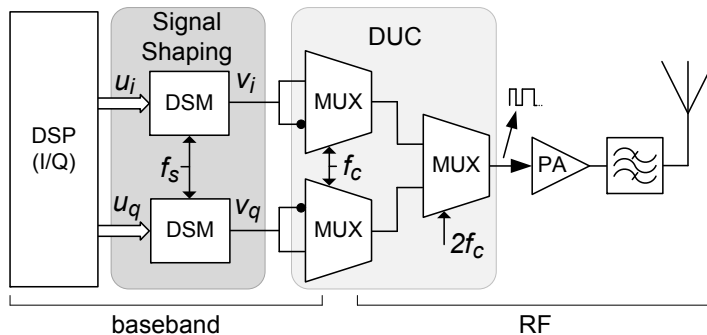 Signal
Shaping
DUC
DSP
(I/Q)
u_i
DSM
v_i
MUX
f_s
f_c
MUX
PA
u_q
DSM
v_q
MUX
2f_c
baseband
RF